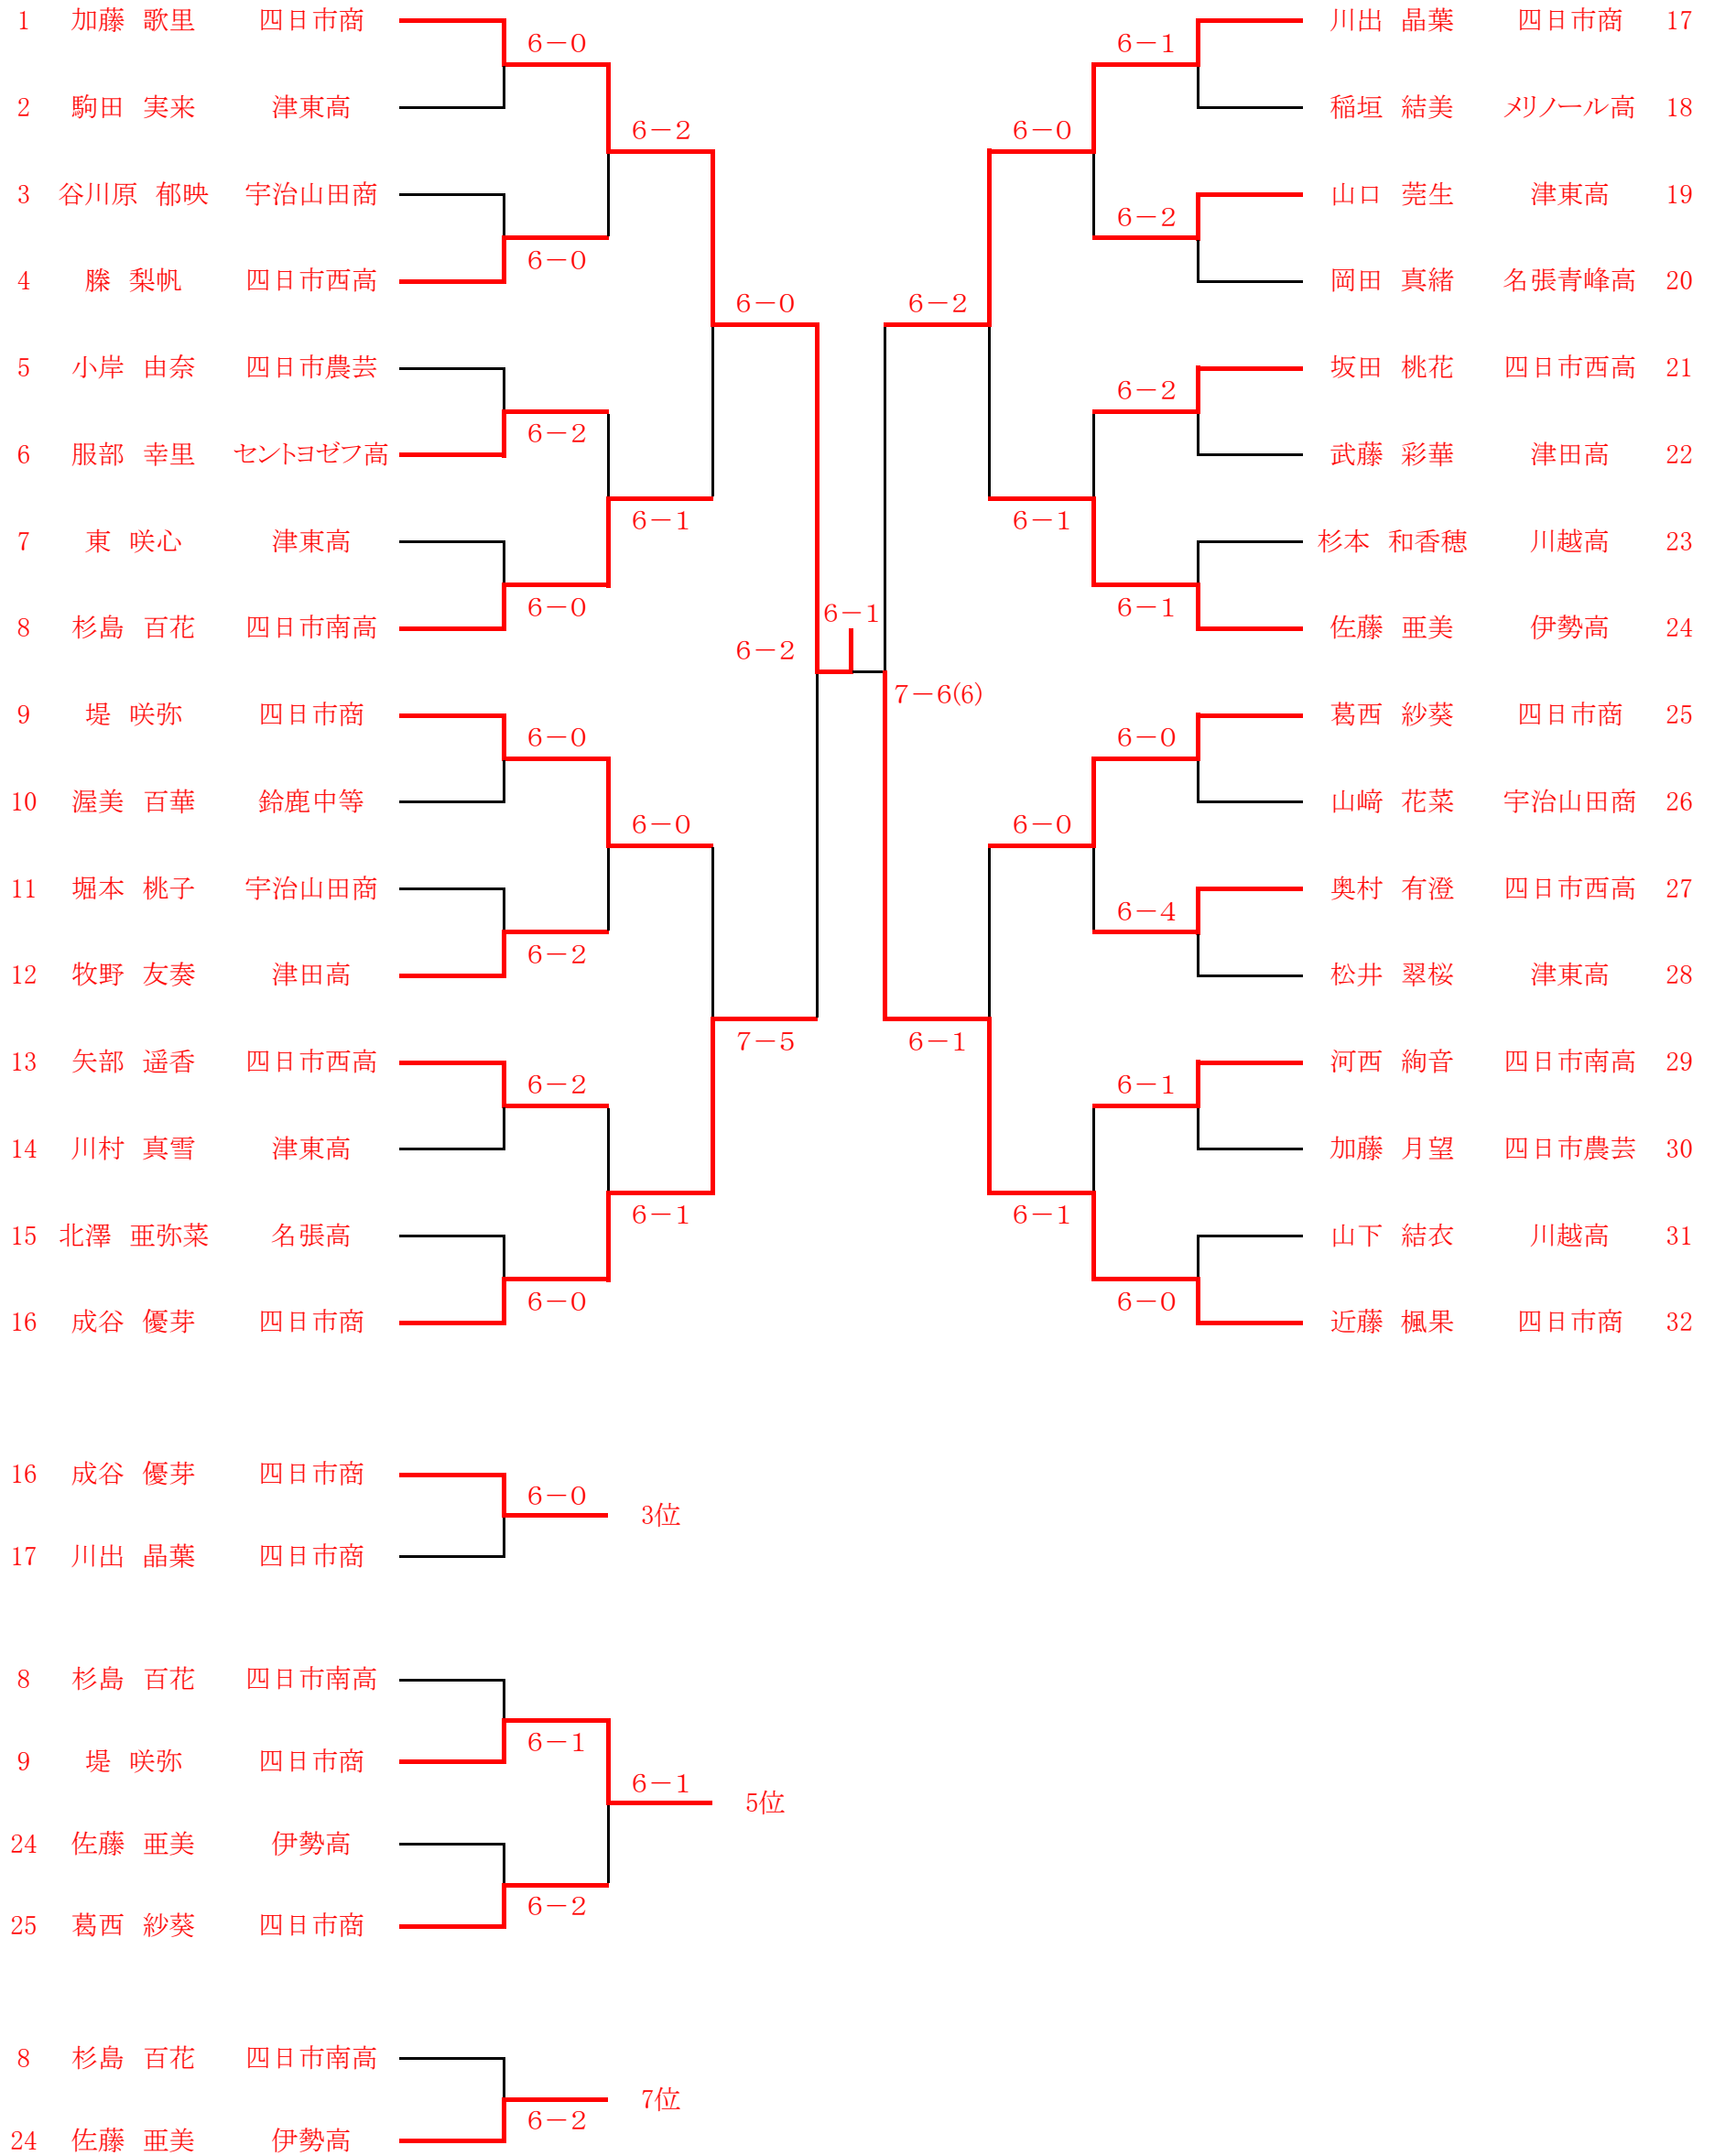 1 加藤 歌里 四日市商
6－0
2 駒田 実来 津東高
6－2
3 谷川原 郁映 宇治山田商
6－0
4 滕 梨帆 四日市西高
6－0
5 小岸 由奈 四日市農芸
6－2
6 服部 幸里 セントヨゼフ高
6－1
7 東 咲心 津東高
6－0
8 杉島 百花 四日市南高
6－2
6－1
9 堤 咲弥 四日市商
6－0
10 渥美 百華 鈴鹿中等
6－0
11 堀本 桃子 宇治山田商
6－2
12 牧野 友奏 津田高
7－5
13 矢部 遥香 四日市西高
6－2
14 川村 真雪 津東高
6－1
15 北澤 亜弥菜 名張高
6－0
16 成谷 優芽 四日市商
川出 晶葉 四日市商 17
6－1
稲垣 結美 メリノール高 18
6－0
山口 莞生 津東高 19
6－2
岡田 真緒 名張青峰高 20
6－2
坂田 桃花 四日市西高 21
6－2
武藤 彩華 津田高 22
6－1
杉本 和香穂 川越高 23
6－1
佐藤 亜美 伊勢高 24
7－6(6)
葛西 紗葵 四日市商 25
6－0
山﨑 花菜 宇治山田商 26
6－0
奥村 有澄 四日市西高 27
6－4
松井 翠桜 津東高 28
6－1
河西 絢音 四日市南高 29
6－1
加藤 月望 四日市農芸 30
6－1
山下 結衣 川越高 31
6－0
近藤 楓果 四日市商 32
16 成谷 優芽 四日市商
6－0 3位
17 川出 晶葉 四日市商
8 杉島 百花 四日市南高
6－1
9 堤 咲弥 四日市商
6－1 5位
24 佐藤 亜美 伊勢高
6－2
25 葛西 紗葵 四日市商
8 杉島 百花 四日市南高
6－2 7位
24 佐藤 亜美 伊勢高